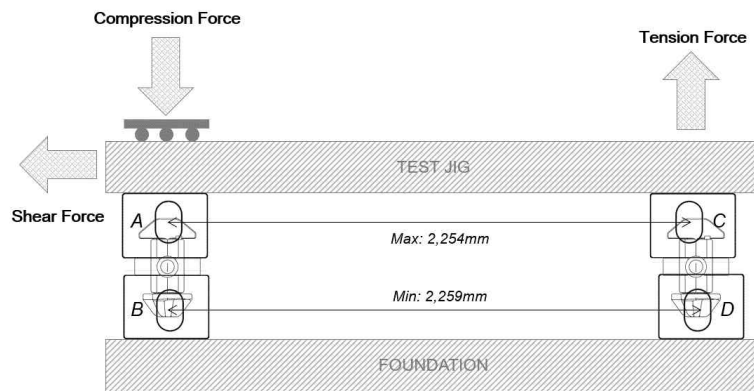 Compression Force
Tension Force
TEST JIG
Shear Force
A
C
Max: 2,254mm
B
Min: 2,259mm
D
FOUNDATION